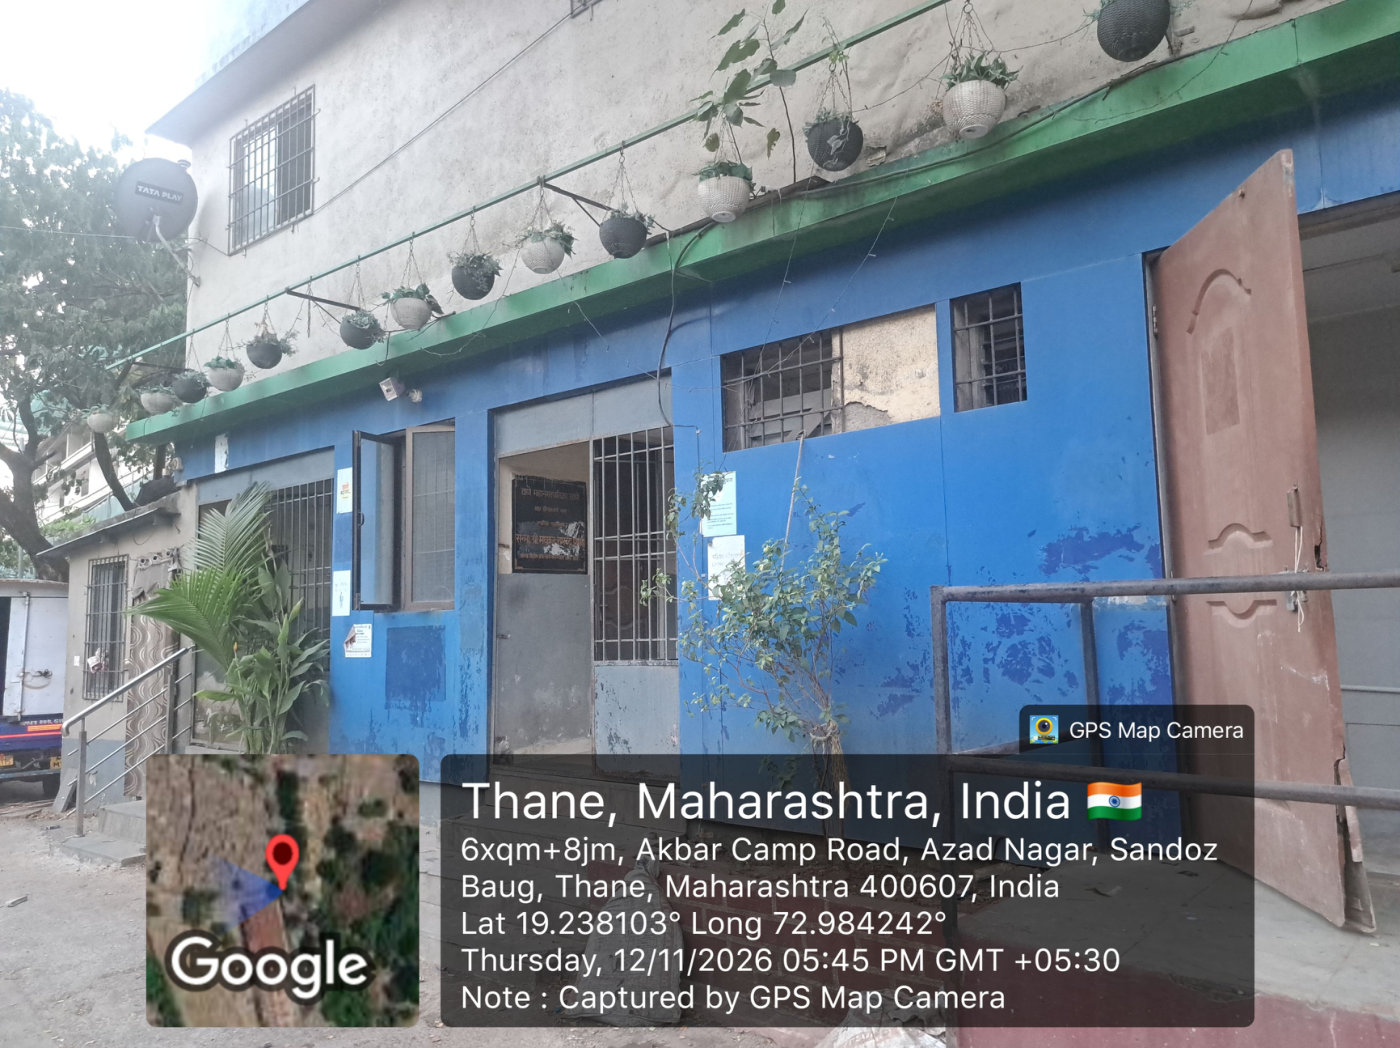 TATA PLAY
ठाणे महानगरपालिका ठाणे
GPS Map Camera
Thane, Maharashtra, India
6xqm+8jm, Akbar Camp Road, Azad Nagar, Sandoz
Baug, Thane, Maharashtra 400607, India
Lat 19.238103° Long 72.984242°
Thursday, 12/11/2026 05:45 PM GMT +05:30
Note : Captured by GPS Map Camera
Google